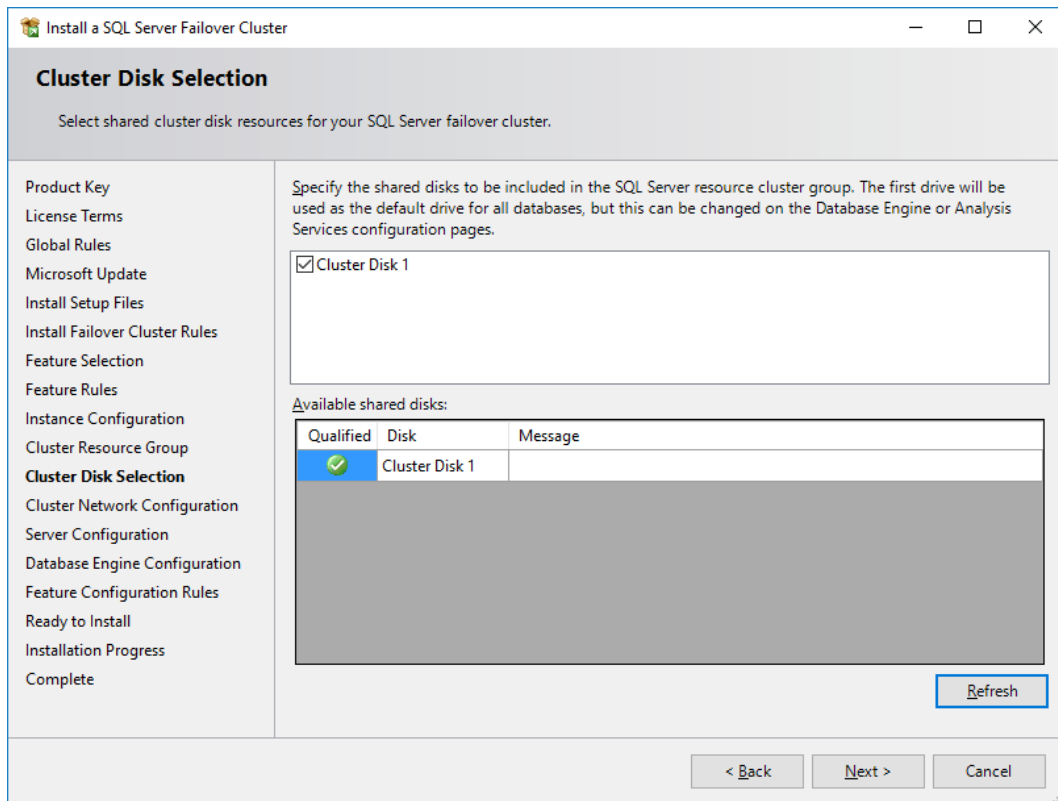 Install a SQL Server Failover Cluster
Cluster Disk Selection
Select shared cluster disk resources for your SQL Server failover cluster.
Product Key
License Terms
Global Rules
Microsoft Update
Install Setup Files
Install Failover Cluster Rules
Feature Selection
Feature Rules
Instance Configuration
Cluster Resource Group
Cluster Disk Selection
Cluster Network Configuration
Server Configuration
Database Engine Configuration
Feature Configuration Rules
Ready to Install
Installation Progress
Complete
Specify the shared disks to be included in the SQL Server resource cluster group. The first drive will be
used as the default drive for all databases, but this can be changed on the Database Engine or Analysis
Services configuration pages.
Cluster Disk 1
Available shared disks:
Qualified Disk Message
Cluster Disk 1
Refresh
< Back Next > Cancel